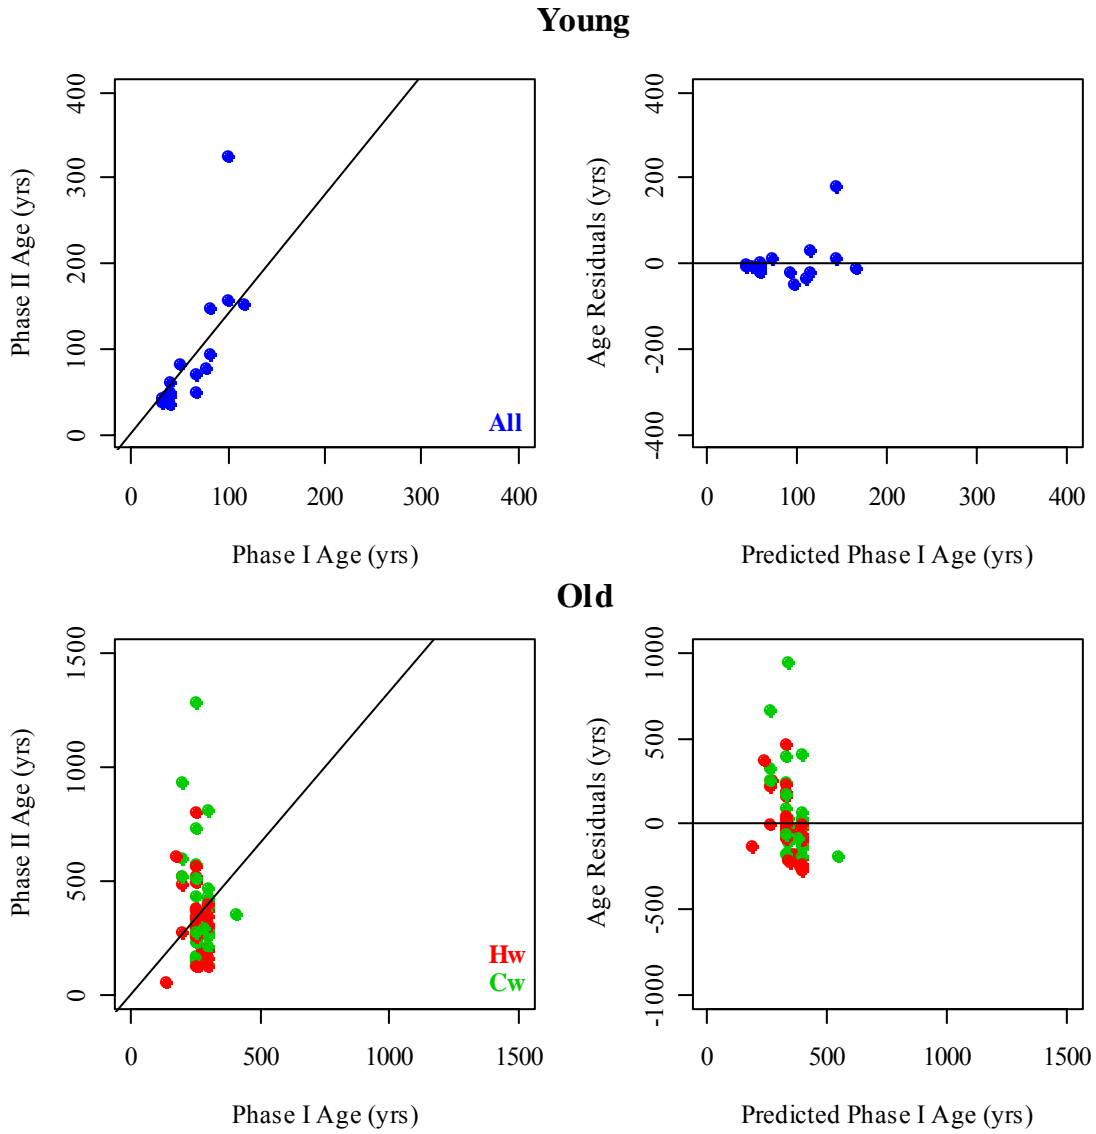 Young
400
300
200
100
0
Phase II Age (yrs)
All
0 100 200 300 400
Phase I Age (yrs)
400
200
0
-200
-400
Age Residuals (yrs)
0 100 200 300 400
Predicted Phase I Age (yrs)
Old
1500
1000
500
0
Phase II Age (yrs)
Hw
Cw
0 500 1000 1500
Phase I Age (yrs)
1000
500
0
-500
-1000
Age Residuals (yrs)
0 500 1000 1500
Predicted Phase I Age (yrs)